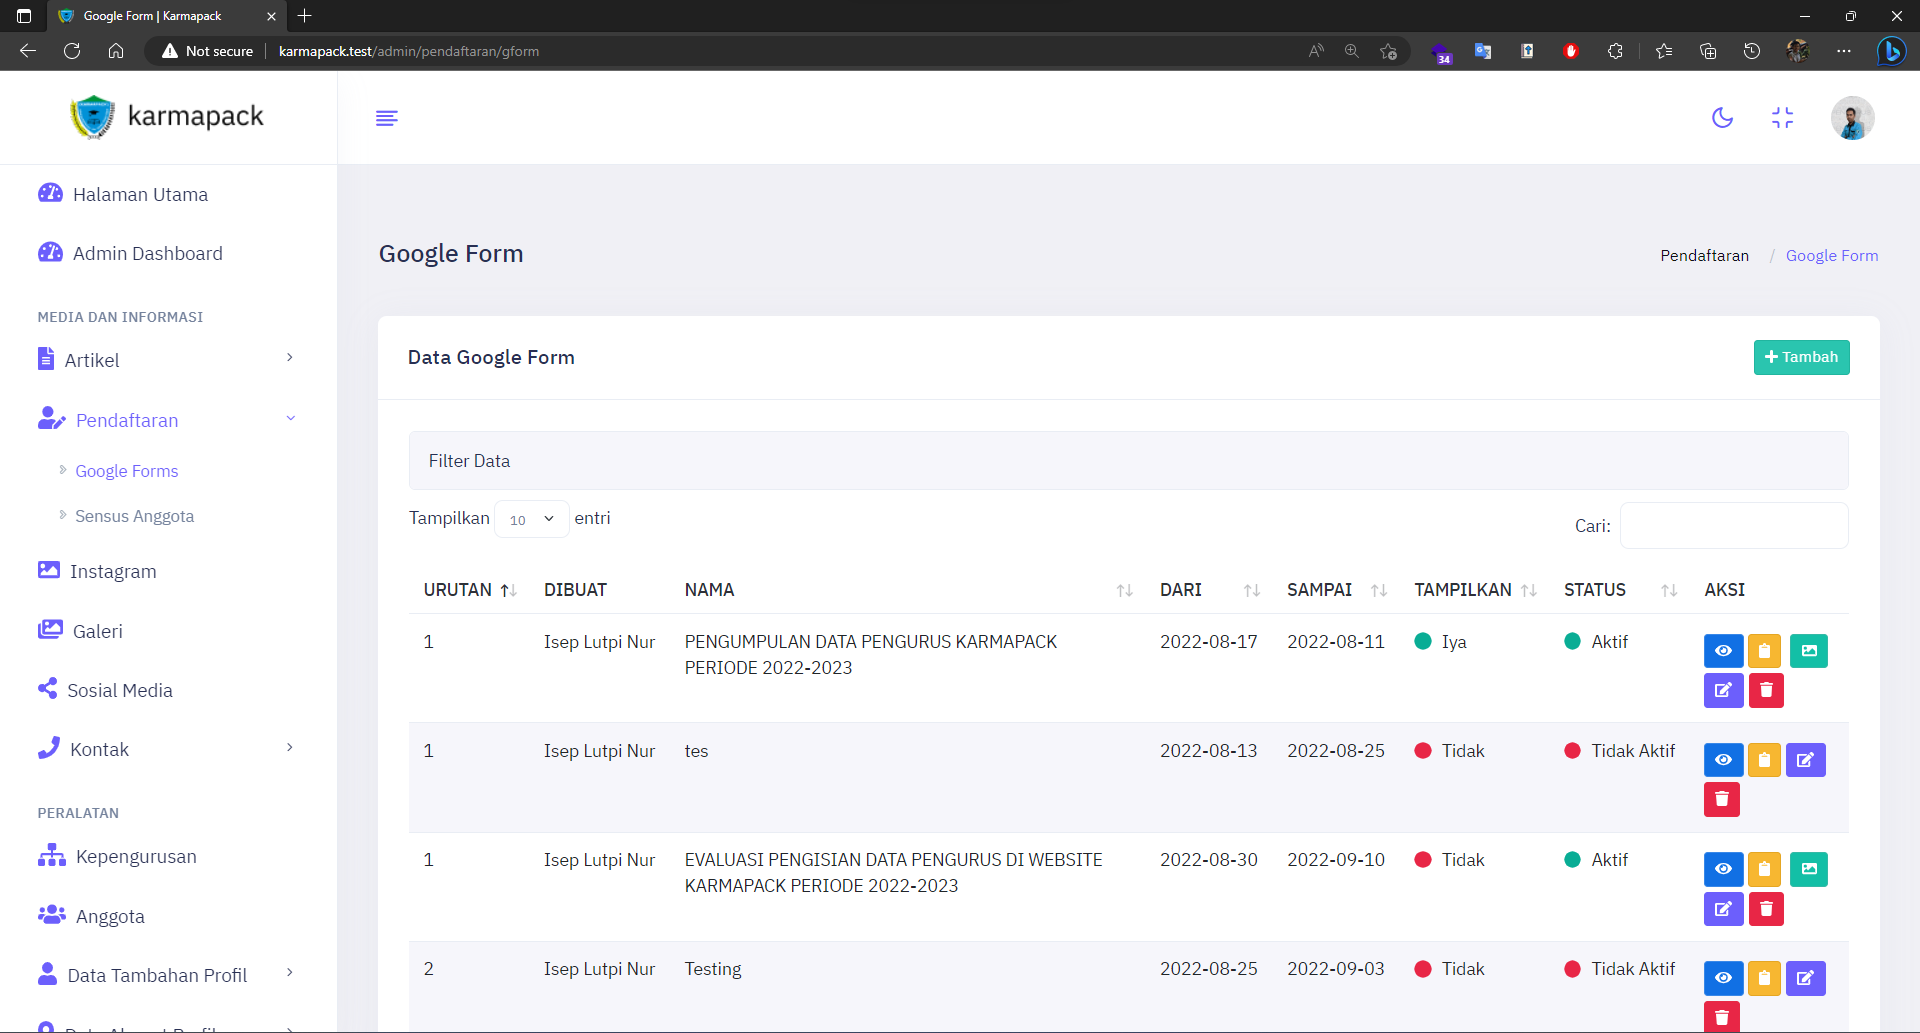 Google Form | Karmapack
Not secure
karmapack.test/admin/pendaftaran/gform
34
karmapack
Halaman Utama
Admin Dashboard
MEDIA DAN INFORMASI
Artikel
Pendaftaran
Google Forms
Sensus Anggota
Instagram
Galeri
Sosial Media
Kontak
PERALATAN
Kepengurusan
Anggota
Data Tambahan Profil
Google Form
Pendaftaran / Google Form
Data Google Form
+ Tambah
Filter Data
Tampilkan 10 entri
Cari:
URUTAN DIBUAT NAMA DARI SAMPAI TAMPILKAN STATUS AKSI
1 Isep Lutpi Nur PENGUMPULAN DATA PENGURUS KARMAPACK 2022-08-17 2022-08-11 Iya Aktif
PERIODE 2022-2023
1 Isep Lutpi Nur tes 2022-08-13 2022-08-25 Tidak Tidak Aktif
1 Isep Lutpi Nur EVALUASI PENGISIAN DATA PENGURUS DI WEBSITE 2022-08-30 2022-09-10 Tidak Aktif
KARMAPACK PERIODE 2022-2023
2 Isep Lutpi Nur Testing 2022-08-25 2022-09-03 Tidak Tidak Aktif